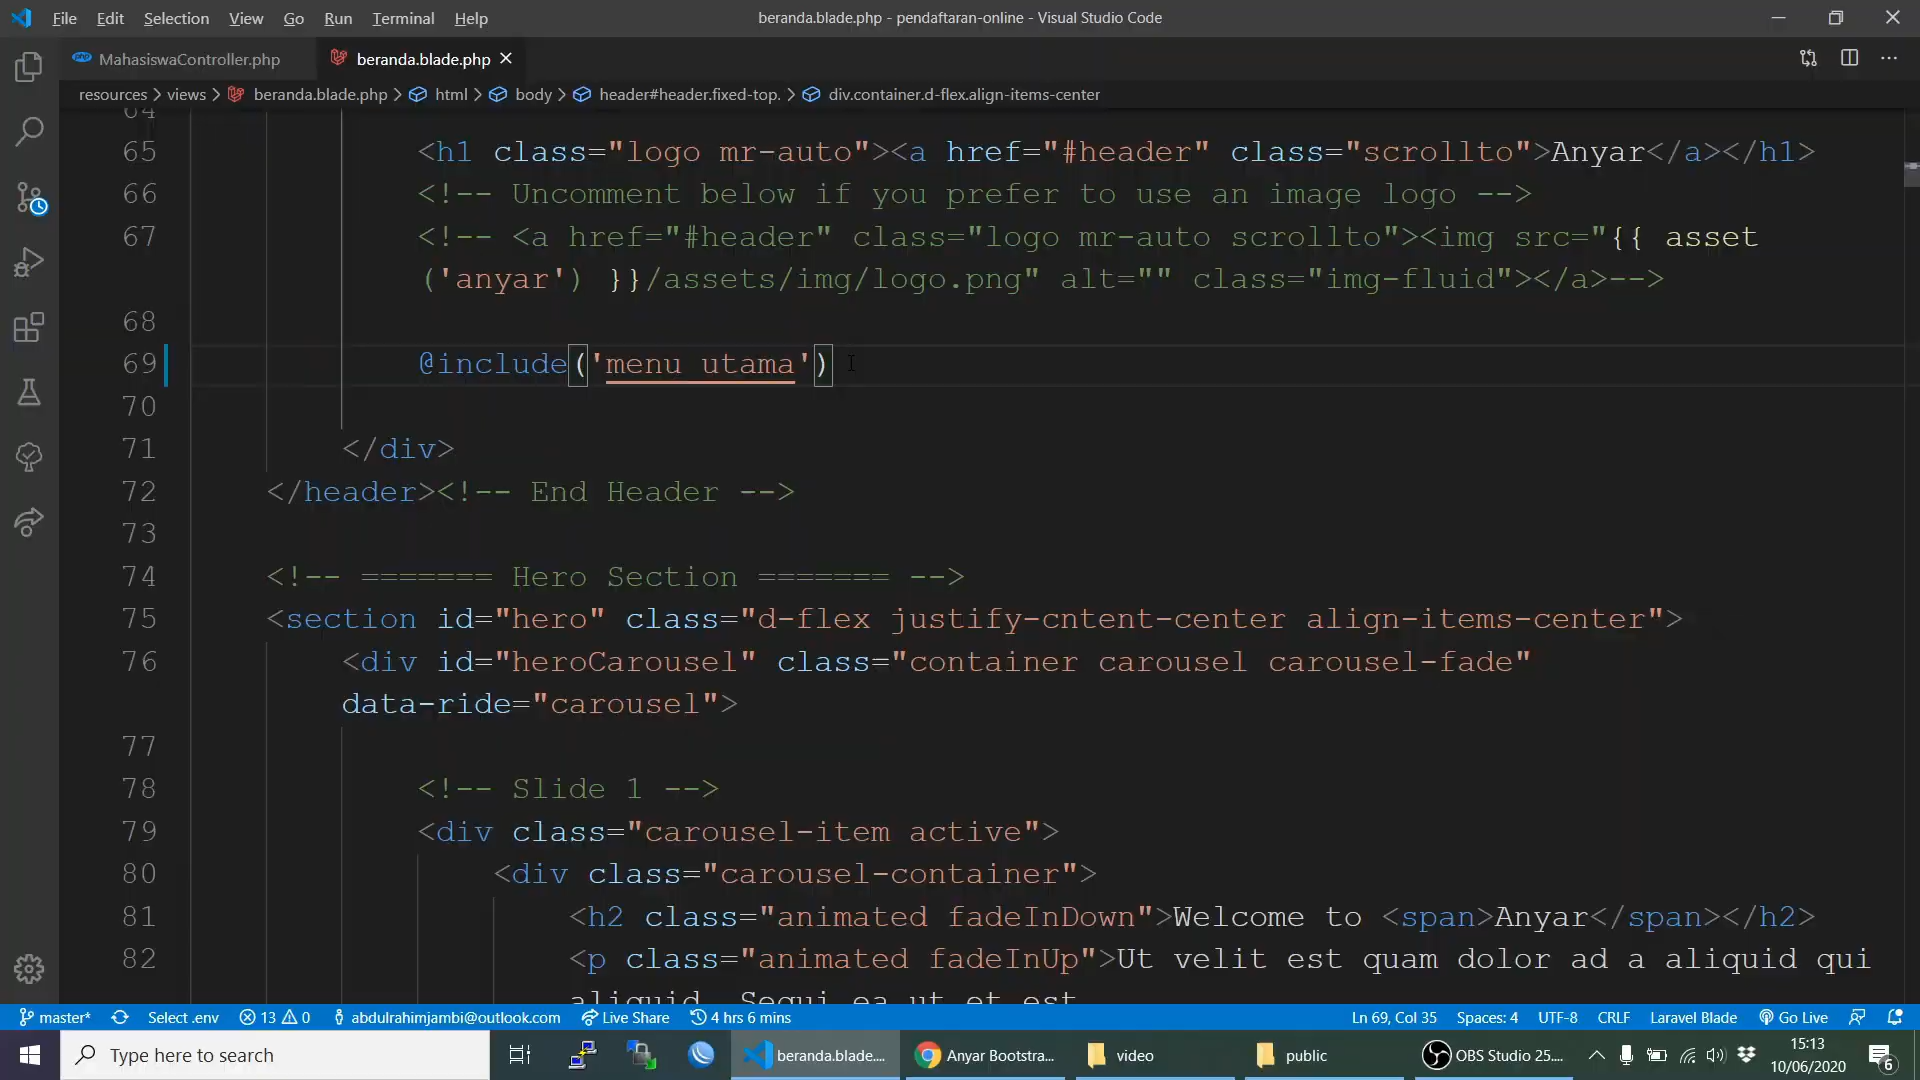 File Edit Selection View Go Run Terminal Help
beranda.blade.php - pendaftaran-online - Visual Studio Code
MahasiswaController.php
beranda.blade.php
resources > views > beranda.blade.php > html > body > header#header.fixed-top. > div.container.d-flex.align-items-center
64
65 <h1 class="logo mr-auto"><a href="#header" class="scrollto">Anyar</a></h1>
66 <!-- Uncomment below if you prefer to use an image logo -->
67 <!-- <a href="#header" class="logo mr-auto scrollto"><img src="{{ asset
('anyar') }}/assets/img/logo.png" alt="" class="img-fluid"></a>-->
68
69 @include('menu utama')
70
71 </div>
72 </header><!-- End Header -->
73
74 <!-- ======= Hero Section ======= -->
75 <section id="hero" class="d-flex justify-cntent-center align-items-center">
76 <div id="heroCarousel" class="container carousel carousel-fade"
data-ride="carousel">
77
78 <!-- Slide 1 -->
79 <div class="carousel-item active">
80 <div class="carousel-container">
81 <h2 class="animated fadeInDown">Welcome to <span>Anyar</span></h2>
82 <p class="animated fadeInUp">Ut velit est quam dolor ad a aliquid qui
aliquid. Sequi ea ut et est
master* Select .env 13 0 abdulrahimjambi@outlook.com Live Share 4 hrs 6 mins Ln 69, Col 35 Spaces: 4 UTF-8 CRLF Laravel Blade Go Live
Type here to search
beranda.blade....
Anyar Bootstra...
video
public
OBS Studio 25....
15:13
10/06/2020
6